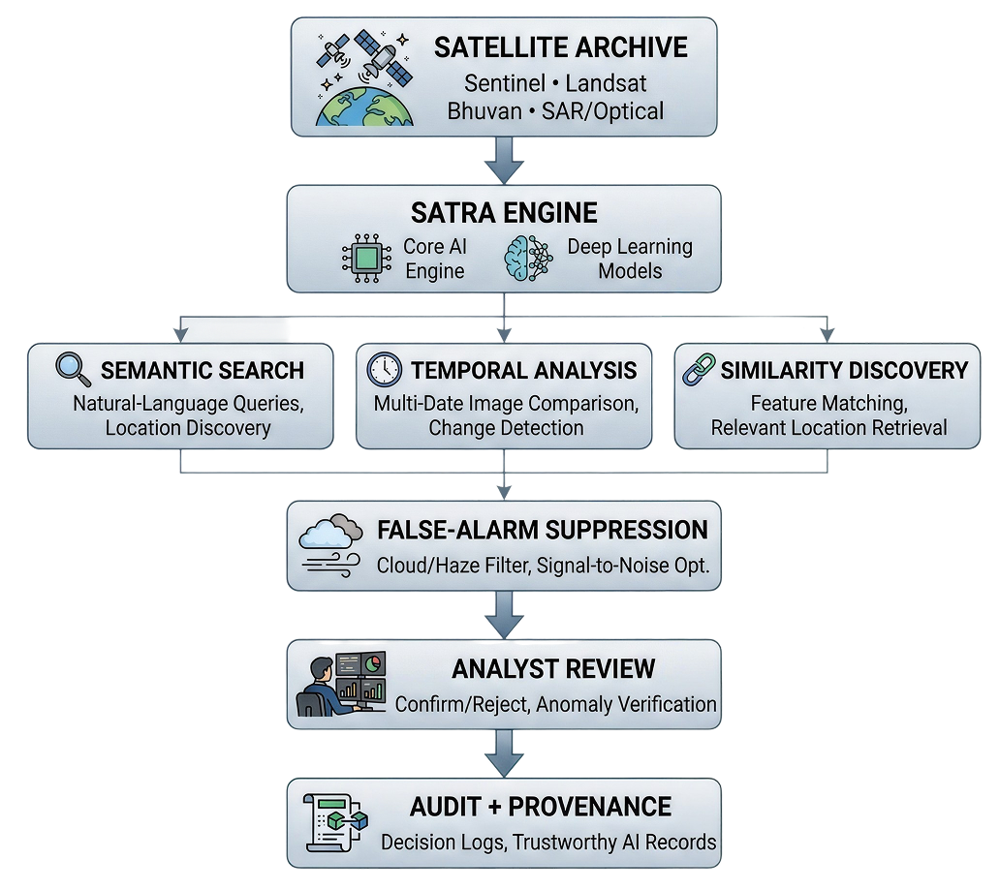 SATELLITE ARCHIVE
Sentinel • Landsat
Bhuvan • SAR/Optical
SATRA ENGINE
Core AI
Engine
Deep Learning
Models
SEMANTIC SEARCH
Natural-Language Queries,
Location Discovery
TEMPORAL ANALYSIS
Multi-Date Image Comparison,
Change Detection
SIMILARITY DISCOVERY
Feature Matching,
Relevant Location Retrieval
FALSE-ALARM SUPPRESSION
Cloud/Haze Filter, Signal-to-Noise Opt.
ANALYST REVIEW
Confirm/Reject, Anomaly Verification
AUDIT + PROVENANCE
Decision Logs, Trustworthy AI Records